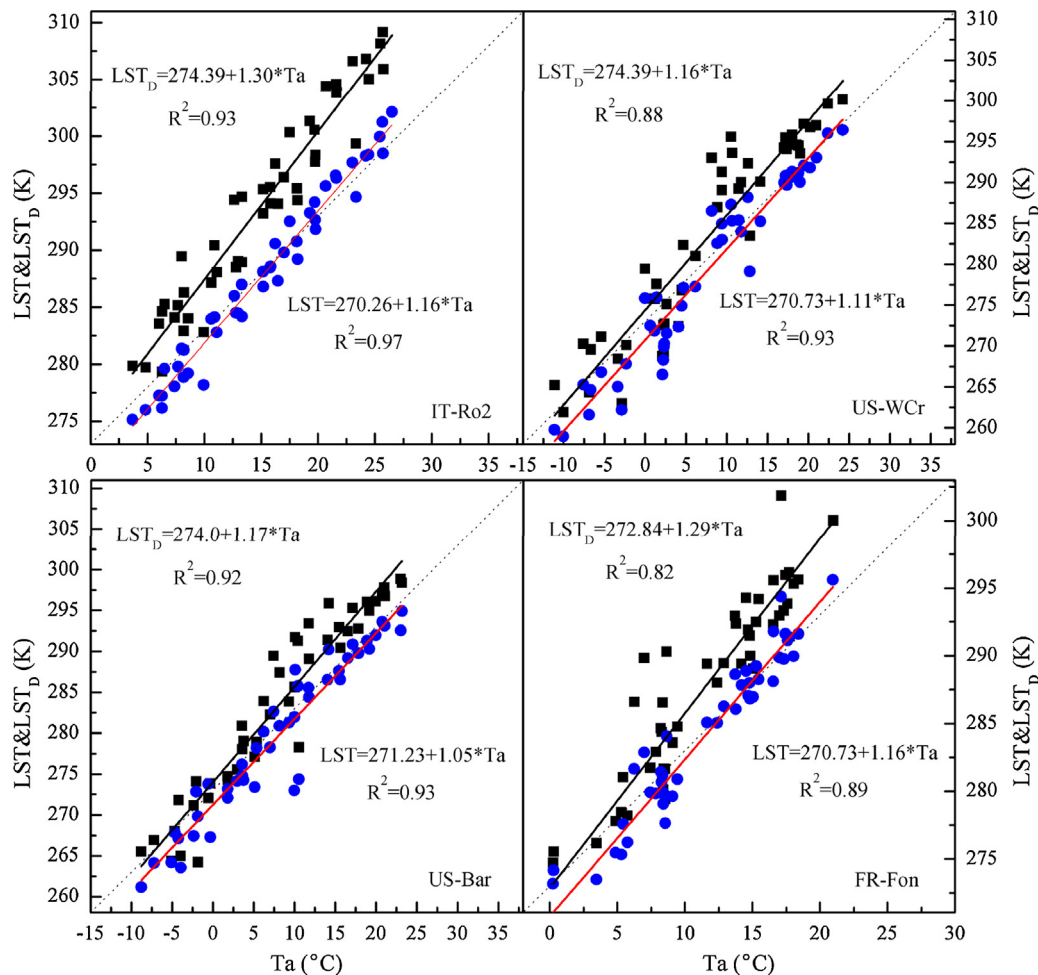 310
305
300
295
290
285
280
275
LST&LST_D (K)
LST_D=274.39+1.30*Ta
R²=0.93
LST=270.26+1.16*Ta
R²=0.97
IT-Ro2
0 5 10 15 20 25 30 35
LST_D=274.39+1.16*Ta
R²=0.88
LST=270.73+1.11*Ta
R²=0.93
US-WCr
-15 -10 -5 0 5 10 15 20 25 30 35
310
305
300
295
290
285
280
275
270
265
260
LST&LST_D (K)
310
305
300
295
290
285
280
275
270
265
260
LST&LST_D (K)
LST_D=274.0+1.17*Ta
R²=0.92
LST=271.23+1.05*Ta
R²=0.93
US-Bar
-15 -10 -5 0 5 10 15 20 25 30 35
Ta (°C)
LST_D=272.84+1.29*Ta
R²=0.82
LST=270.73+1.16*Ta
R²=0.89
FR-Fon
0 5 10 15 20 25 30
Ta (°C)
300
295
290
285
280
275
LST&LST_D (K)